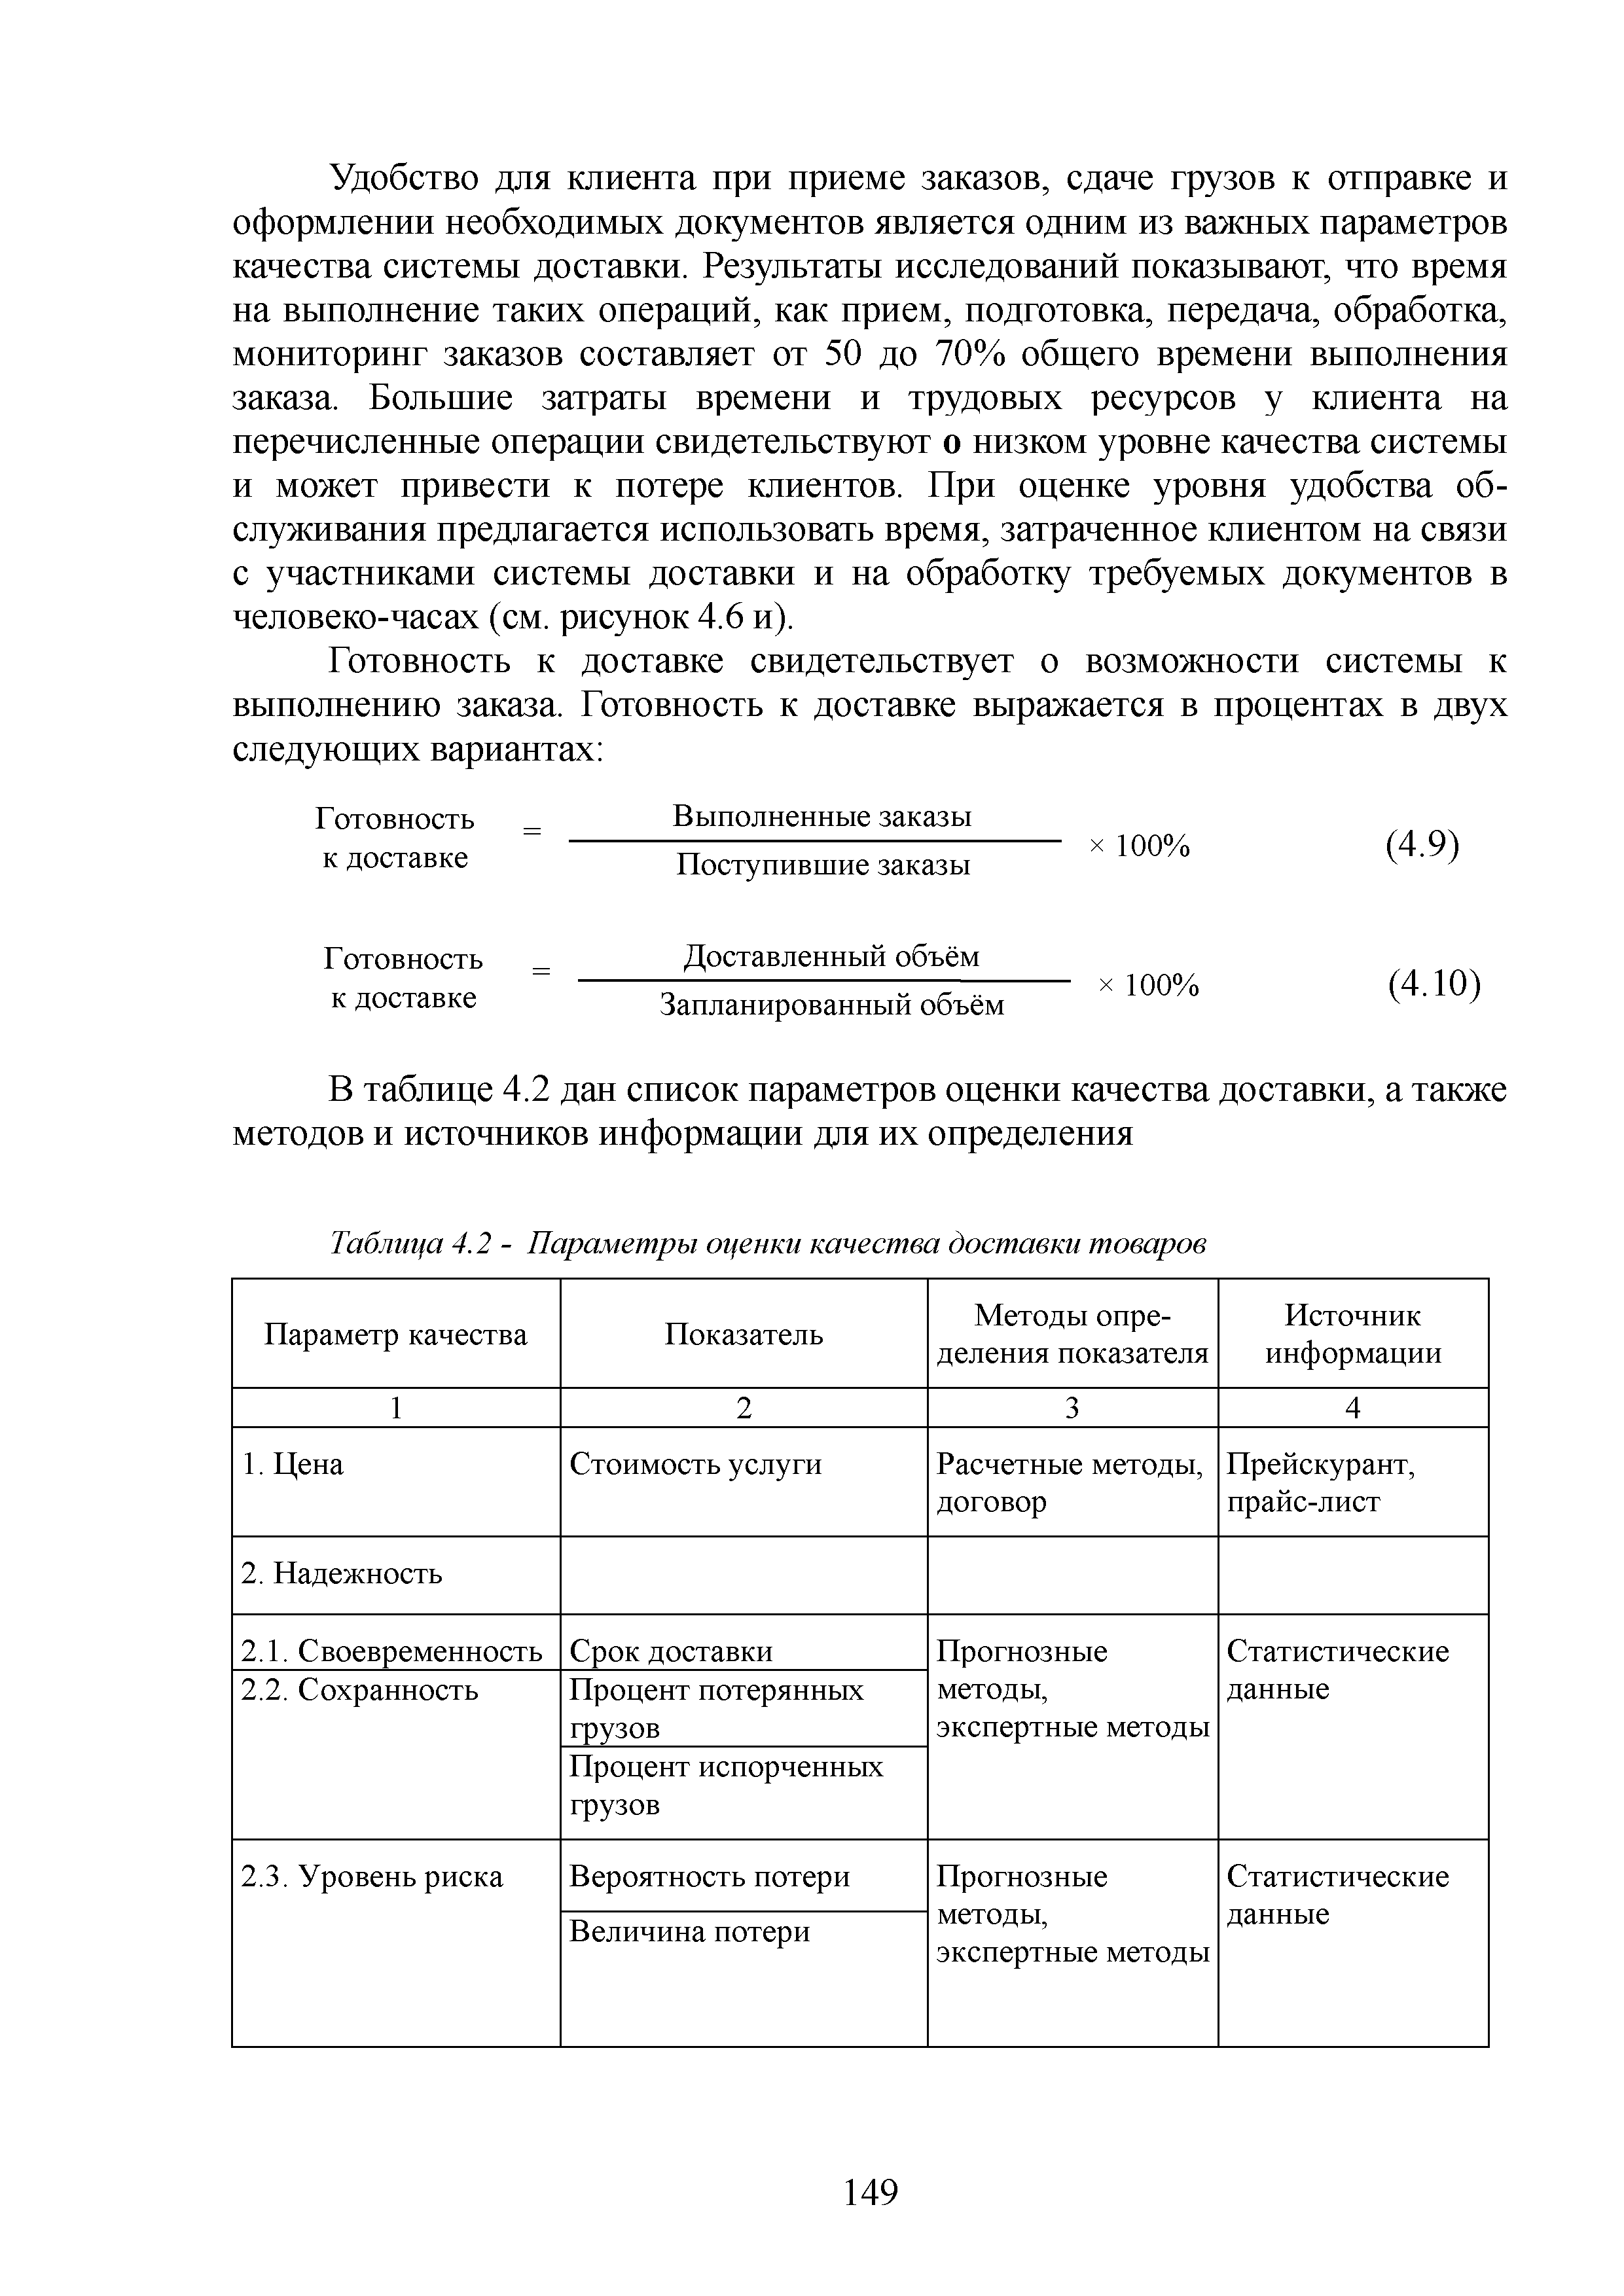 Удобство для клиента при приеме заказов, сдаче грузов к отправке и
оформлении необходимых документов является одним из важных параметров
качества системы доставки. Результаты исследований показывают, что время
на выполнение таких операций, как прием, подготовка, передача, обработка,
мониторинг заказов составляет от 50 до 70% общего времени выполнения
заказа. Большие затраты времени и трудовых ресурсов у клиента на
перечисленные операции свидетельствуют о низком уровне качества системы
и может привести к потере клиентов. При оценке уровня удобства об-
служивания предлагается использовать время, затраченное клиентом на связи
с участниками системы доставки и на обработку требуемых документов в
человеко-часах (см. рисунок 4.6 и).
Готовность к доставке свидетельствует о возможности системы к
выполнению заказа. Готовность к доставке выражается в процентах в двух
следующих вариантах:
Готовность
к доставке
=
Выполненные заказы
Поступившие заказы
× 100%
(4.9)
Готовность
к доставке
=
Доставленный объём
Запланированный объём
× 100%
(4.10)
В таблице 4.2 дан список параметров оценки качества доставки, а также
методов и источников информации для их определения
Таблица 4.2 - Параметры оценки качества доставки товаров
Параметр качества
Показатель
Методы опре-
деления показателя
Источник
информации
1
2
3
4
1. Цена
Стоимость услуги
Расчетные методы,
договор
Прейскурант,
прайс-лист
2. Надежность
2.1. Своевременность
Срок доставки
Прогнозные
методы,
экспертные методы
Статистические
данные
2.2. Сохранность
Процент потерянных
грузов
Процент испорченных
грузов
2.3. Уровень риска
Вероятность потери
Величина потери
Прогнозные
методы,
экспертные методы
Статистические
данные
149